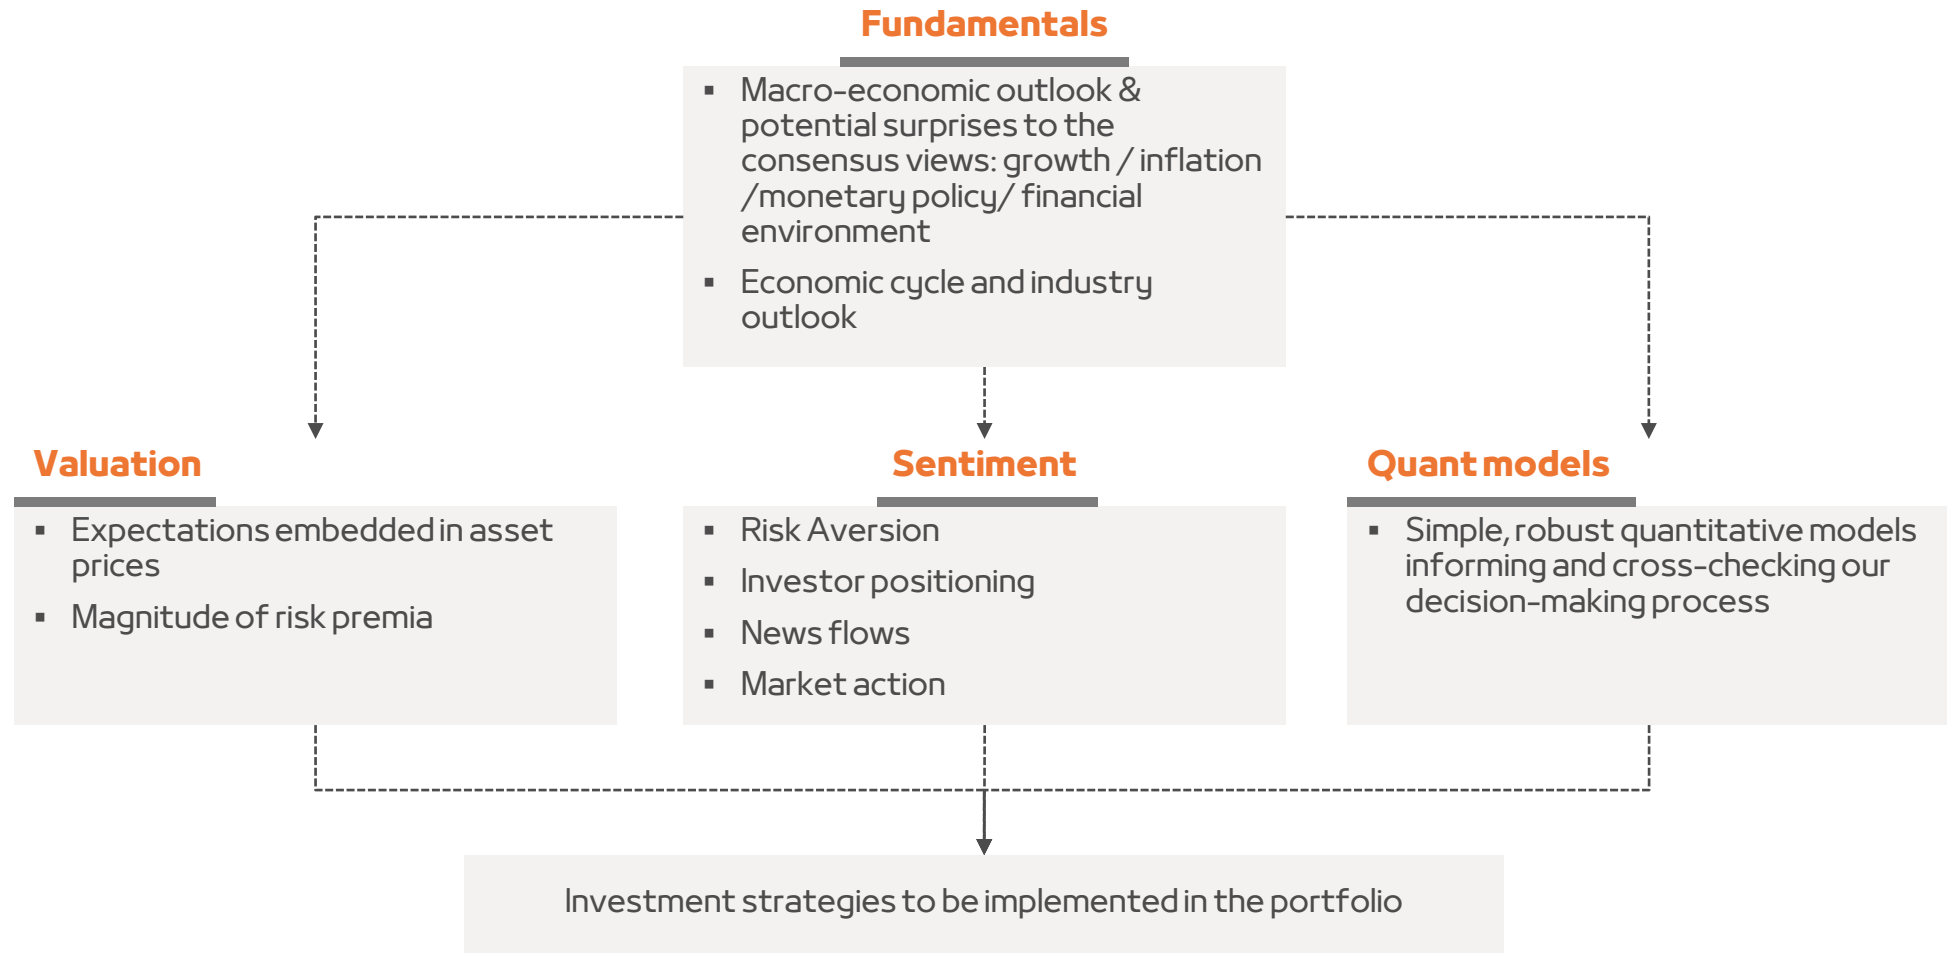 Fundamentals
▪ Macro-economic outlook &
potential surprises to the
consensus views: growth / inflation
/monetary policy/ financial
environment
▪ Economic cycle and industry
outlook
Valuation
▪ Expectations embedded in asset
prices
▪ Magnitude of risk premia
Sentiment
▪ Risk Aversion
▪ Investor positioning
▪ News flows
▪ Market action
Quant models
▪ Simple, robust quantitative models
informing and cross-checking our
decision-making process
Investment strategies to be implemented in the portfolio